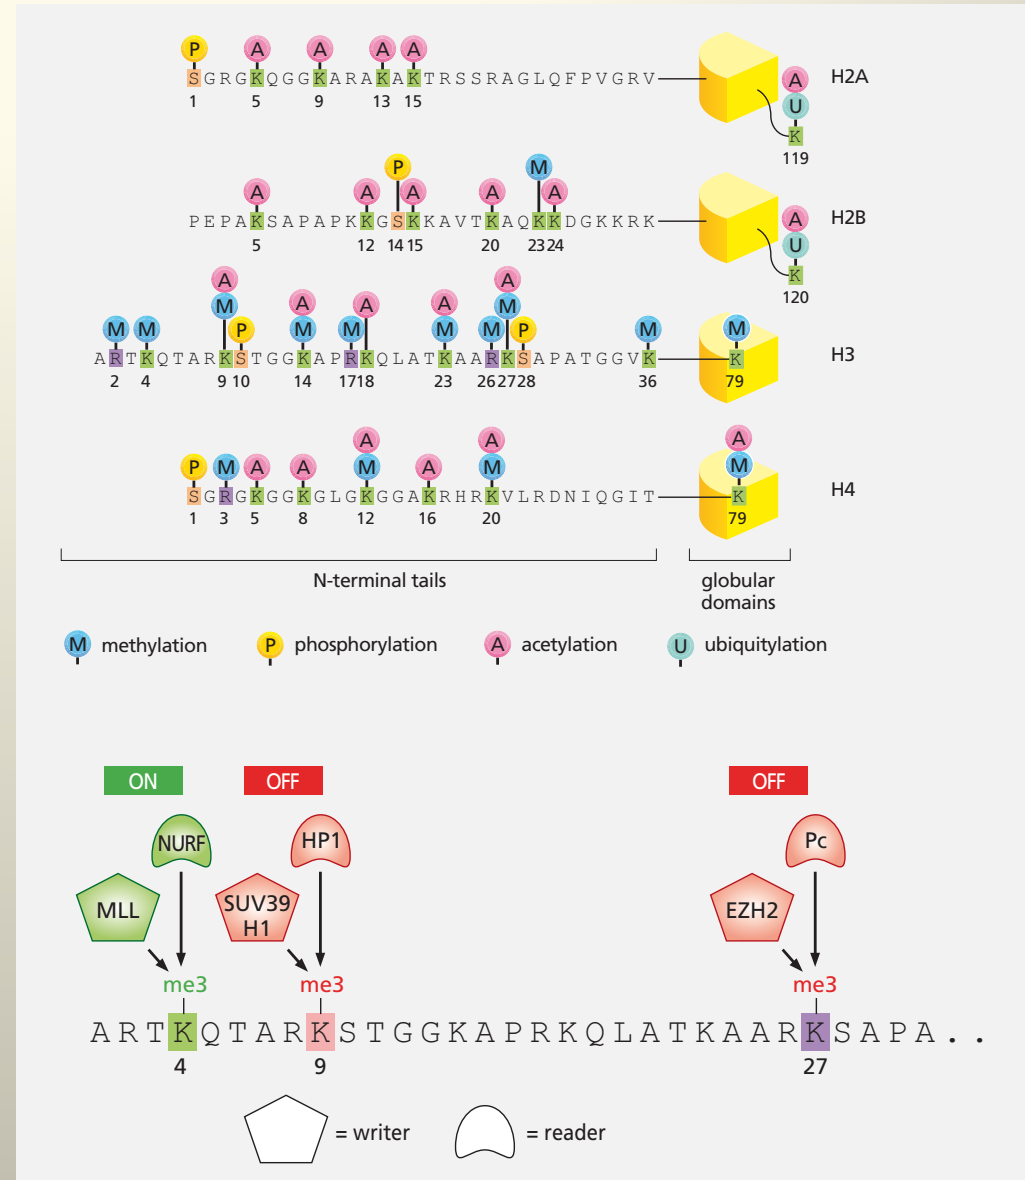 P A A A A
SGRGKQGGKARAKAKTRSSRAGLQFPVGRV H2A
1 5 9 13 15
A
U
K
119
P M
A A A A A
PEPAKSAPAPKKGSKKAVTKAQKKDGKKRK H2B
5 12 14 15 20 23 24
A
U
K
120
A A
M A A A M
M M M P M M M M P M M
ARTKQTARKSTGGKAPRKQLATKAARKSAPATGGVK K H3
2 4 9 10 14 17 18 23 26 27 28 36 79
A A A
P M A A M A M M
SGRGKGGKGLGKGGAKRHRKVLRDNIQGIT K H4
1 3 5 8 12 16 20 79
N-terminal tails globular
domains
M methylation P phosphorylation A acetylation U ubiquitylation
ON OFF OFF
NURF HP1 Pc
MLL SUV39
H1 EZH2
me3 me3 me3
ARTKQTARKSTGGKAPRKQLATKAARKSAPA..
4 9 27
= writer = reader